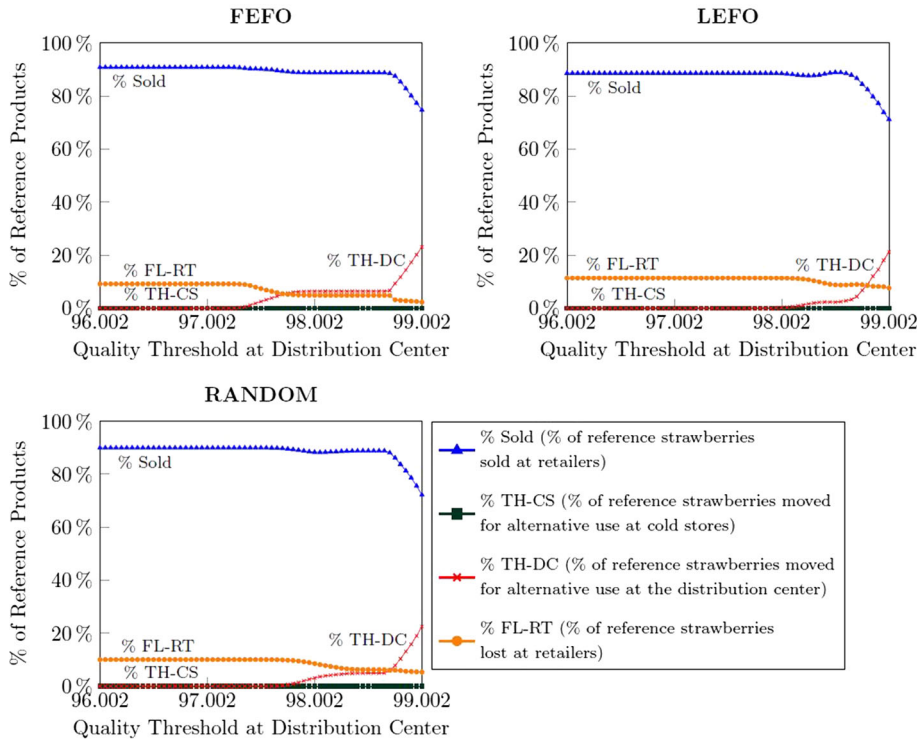 FEFO
100 %
80 %
60 %
40 %
20 %
0 %
% of Reference Products
% Sold
% FL-RT
% TH-CS
% TH-DC
96.002 97.002 98.002 99.002
Quality Threshold at Distribution Center
LEFO
100 %
80 %
60 %
40 %
20 %
0 %
% of Reference Products
% Sold
% FL-RT
% TH-CS
% TH-DC
96.002 97.002 98.002 99.002
Quality Threshold at Distribution Center
RANDOM
100 %
80 %
60 %
40 %
20 %
0 %
% of Reference Products
% Sold
% FL-RT
% TH-CS
% TH-DC
96.002 97.002 98.002 99.002
Quality Threshold at Distribution Center
% Sold (% of reference strawberries
sold at retailers)
% TH-CS (% of reference strawberries moved
for alternative use at cold stores)
% TH-DC (% of reference strawberries moved
for alternative use at the distribution center)
% FL-RT (% of reference strawberries
lost at retailers)